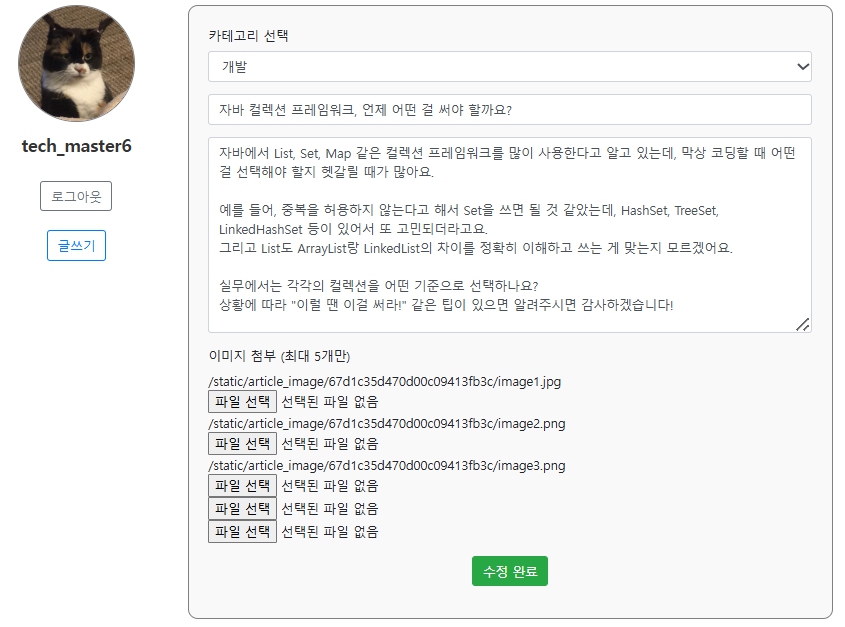 tech_master6
로그아웃
글쓰기
카테고리 선택
개발
자바 컬렉션 프레임워크, 언제 어떤 걸 써야 할까요?
자바에서 List, Set, Map 같은 컬렉션 프레임워크를 많이 사용한다고 알고 있는데, 막상 코딩할 때 어떤
걸 선택해야 할지 헷갈릴 때가 많아요.
예를 들어, 중복을 허용하지 않는다고 해서 Set을 쓰면 될 것 같았는데, HashSet, TreeSet,
LinkedHashSet 등이 있어서 또 고민되더라고요.
그리고 List도 ArrayList랑 LinkedList의 차이를 정확히 이해하고 쓰는 게 맞는지 모르겠어요.
실무에서는 각각의 컬렉션을 어떤 기준으로 선택하나요?
상황에 따라 "이럴 땐 이걸 써라!" 같은 팁이 있으면 알려주시면 감사하겠습니다!
이미지 첨부 (최대 5개만)
/static/article_image/67d1c35d470d00c09413fb3c/image1.jpg
파일 선택 선택된 파일 없음
/static/article_image/67d1c35d470d00c09413fb3c/image2.png
파일 선택 선택된 파일 없음
/static/article_image/67d1c35d470d00c09413fb3c/image3.png
파일 선택 선택된 파일 없음
파일 선택 선택된 파일 없음
파일 선택 선택된 파일 없음
수정 완료